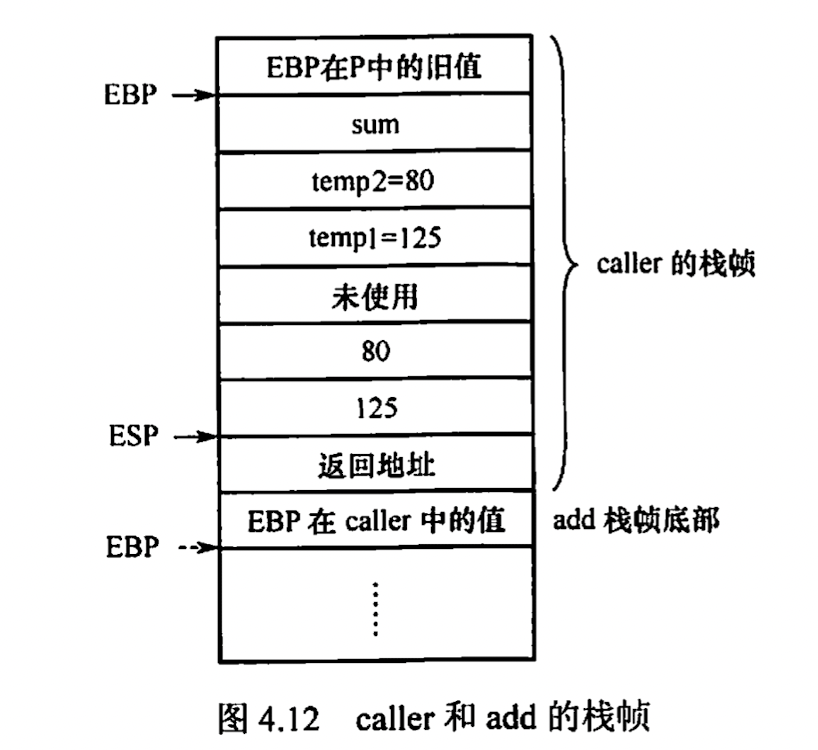 EBP在P中的旧值
EBP
sum
temp2=80
temp1=125
caller 的栈帧
未使用
80
125
ESP
返回地址
EBP 在 caller 中的值
add 栈帧底部
EBP
图 4.12 caller 和 add 的栈帧